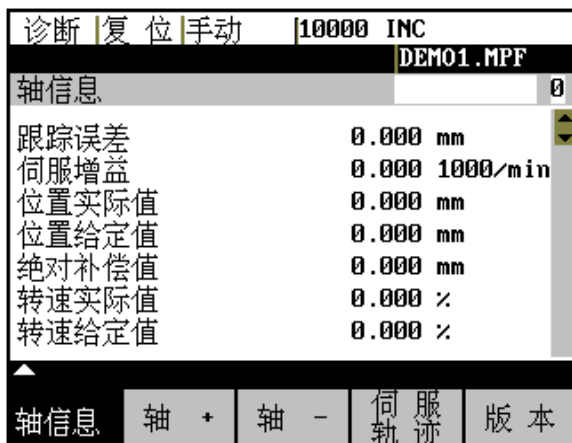 诊断 复 位 手动 10000 INC
DEMO1.MPF
轴信息 0
跟踪误差 0.000 mm
伺服增益 0.000 1000/min
位置实际值 0.000 mm
位置给定值 0.000 mm
绝对补偿值 0.000 mm
转速实际值 0.000 %
转速给定值 0.000 %
轴信息 轴 + 轴 - 伺 服 轨 迹 版 本